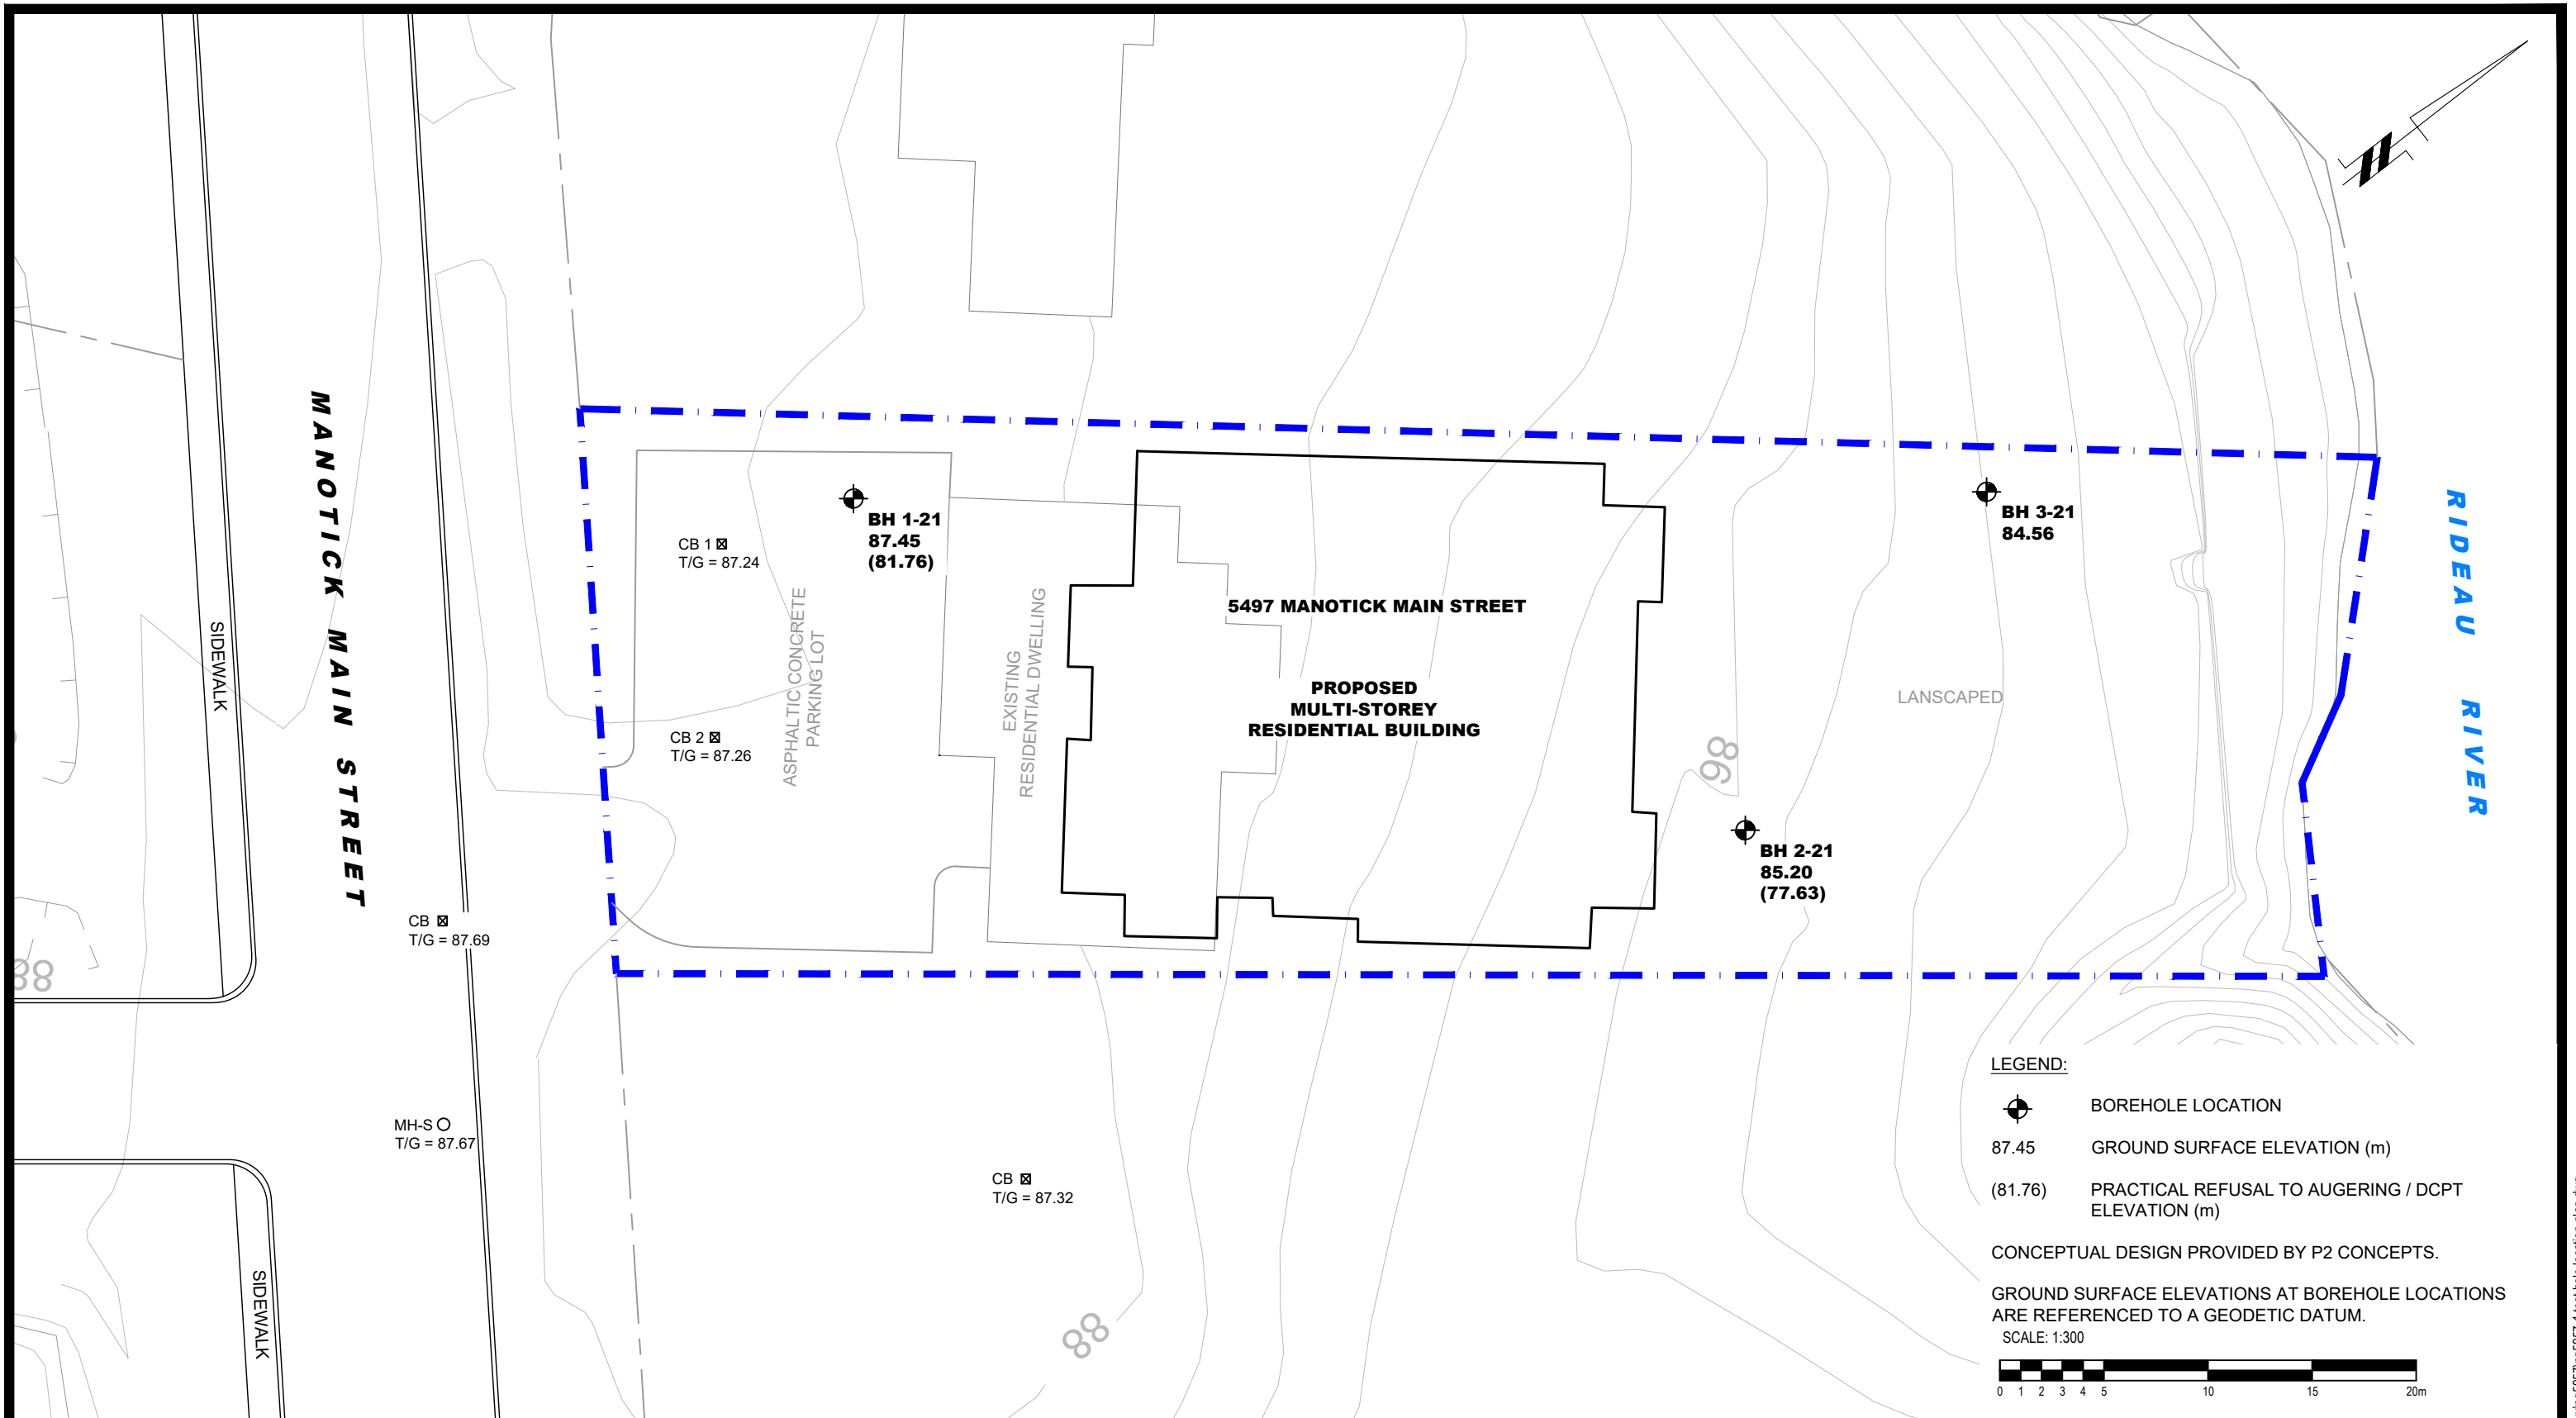 MANOTICK MAIN STREET
SIDEWALK
SIDEWALK
88
CB
T/G = 87.69
MH-S
T/G = 87.67
CB 1
T/G = 87.24
CB 2
T/G = 87.26
ASPHALTIC CONCRETE
PARKING LOT
BH 1-21
87.45
(81.76)
EXISTING
RESIDENTIAL DWELLING
5497 MANOTICK MAIN STREET
PROPOSED
MULTI-STOREY
RESIDENTIAL BUILDING
86
BH 2-21
85.20
(77.63)
BH 3-21
84.56
LANSCAPED
RIDEAU RIVER
CB
T/G = 87.32
88
LEGEND:
BOREHOLE LOCATION
87.45 GROUND SURFACE ELEVATION (m)
(81.76) PRACTICAL REFUSAL TO AUGERING / DCPT
ELEVATION (m)
CONCEPTUAL DESIGN PROVIDED BY P2 CONCEPTS.
GROUND SURFACE ELEVATIONS AT BOREHOLE LOCATIONS
ARE REFERENCED TO A GEODETIC DATUM.
SCALE: 1:300
0 1 2 3 4 5 10 15 20m